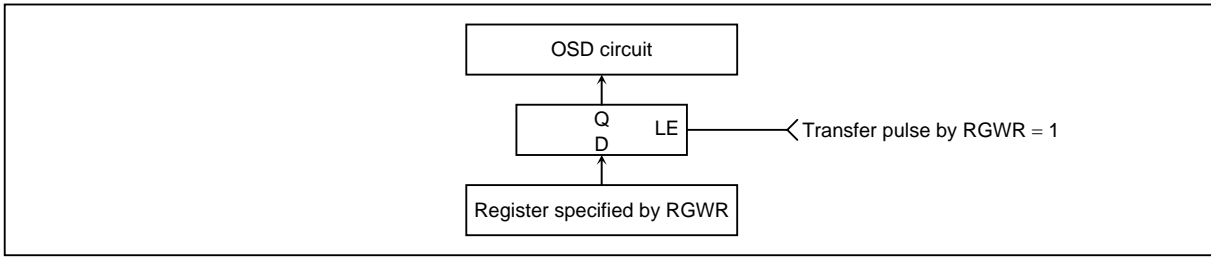 OSD circuit
Q
LE
D
Transfer pulse by RGWR = 1
Register specified by RGWR